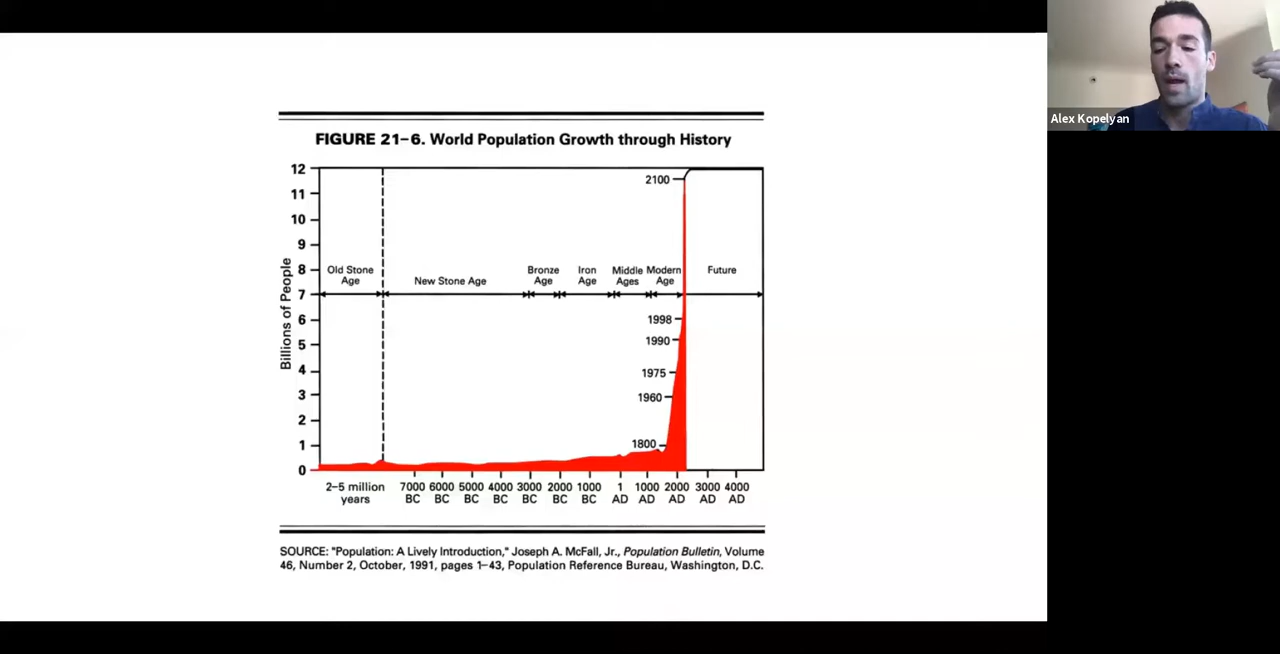 Alex Kopelyan
FIGURE 21–6. World Population Growth through History
Billions of People
12
11
10
9
8
7
6
5
4
3
2
1
0
2100
Old Stone
Age
New Stone Age
Bronze
Age
Iron
Age
Middle
Ages
Modern
Age
Future
1998
1990
1975
1960
1800
2–5 million
years
7000
BC
6000
BC
5000
BC
4000
BC
3000
BC
2000
BC
1000
BC
1
AD
1000
AD
2000
AD
3000
AD
4000
AD
SOURCE: "Population: A Lively Introduction," Joseph A. McFall, Jr., Population Bulletin, Volume
46, Number 2, October, 1991, pages 1–43, Population Reference Bureau, Washington, D.C.